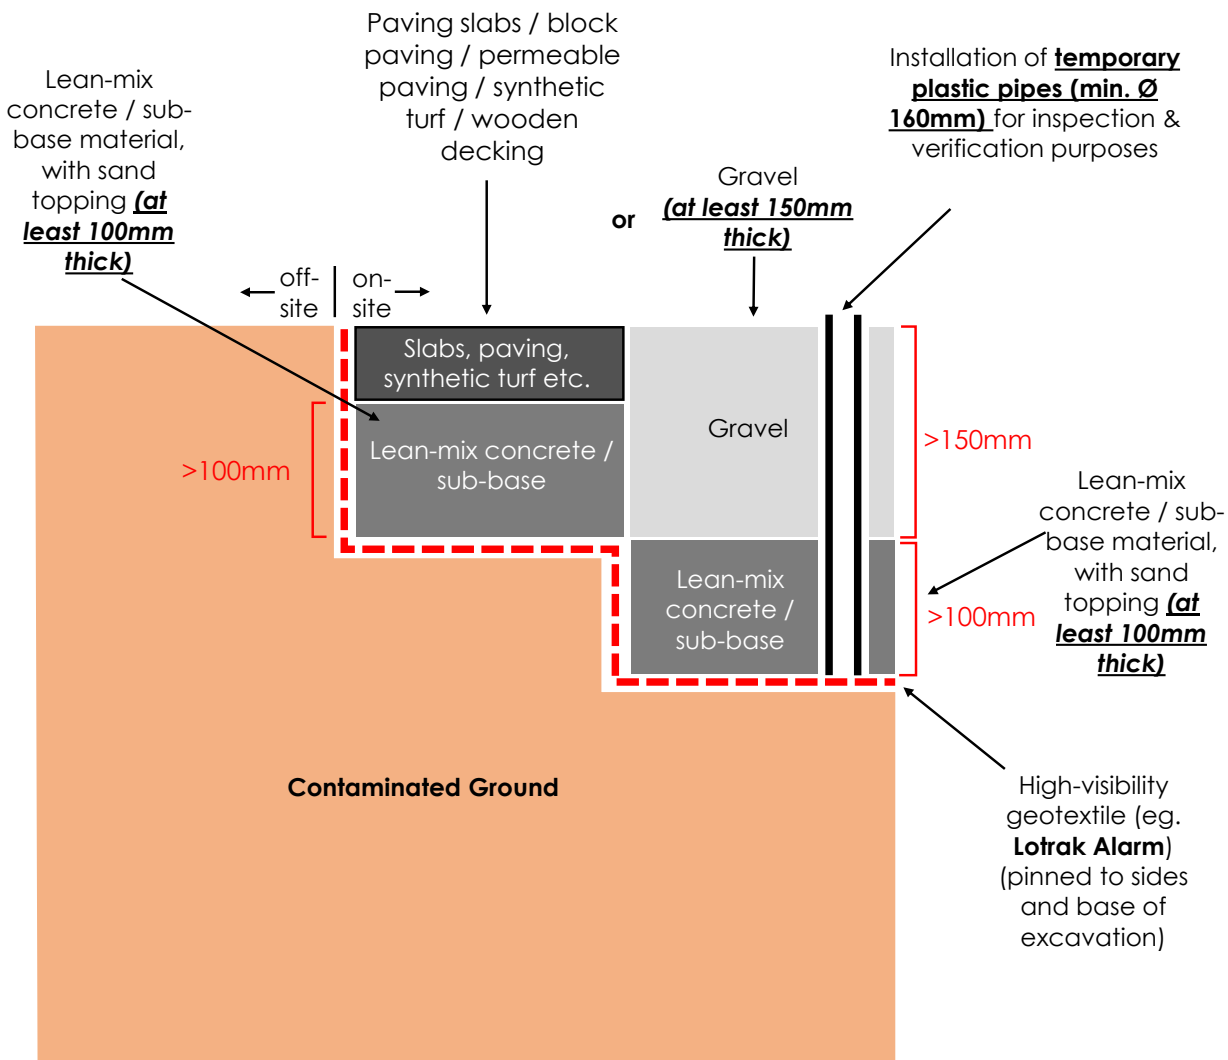 Paving slabs / block
paving / permeable
paving / synthetic
turf / wooden
decking
Lean-mix
concrete / sub-
base material,
with sand
topping (at
least 100mm
thick)
Installation of temporary
plastic pipes (min. Ø
160mm) for inspection &
verification purposes
or
Gravel
(at least 150mm
thick)
off-
site
on-
site
Slabs, paving,
synthetic turf etc.
Lean-mix concrete /
sub-base
>100mm
Gravel
>150mm
Lean-mix
concrete /
sub-base
>100mm
Lean-mix
concrete / sub-
base material,
with sand
topping (at
least 100mm
thick)
Contaminated Ground
High-visibility
geotextile (eg.
Lotrak Alarm)
(pinned to sides
and base of
excavation)